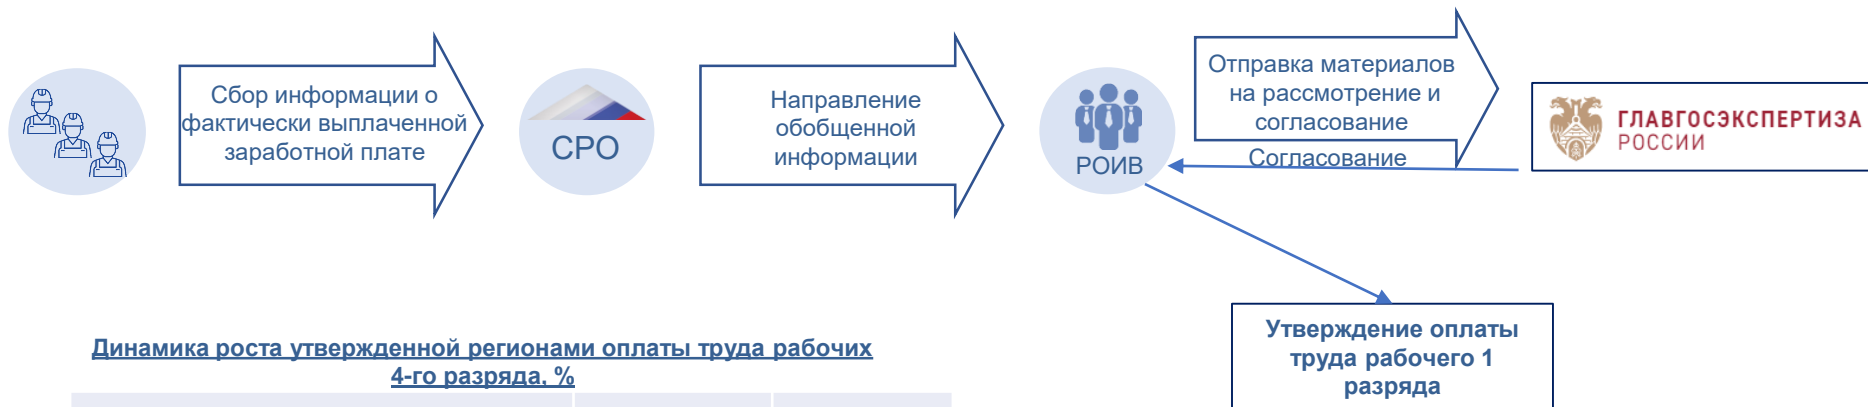 Сбор информации о
фактически выплаченной
заработной плате
СРО
Направление
обобщенной
информации
РОИВ
Отправка материалов
на рассмотрение и
согласование
Согласование
ГЛАВГОСЭКСПЕРТИЗА
РОССИИ
Динамика роста утвержденной регионами оплаты труда рабочих
4-го разряда, %
Утверждение оплаты
труда рабочего 1
разряда